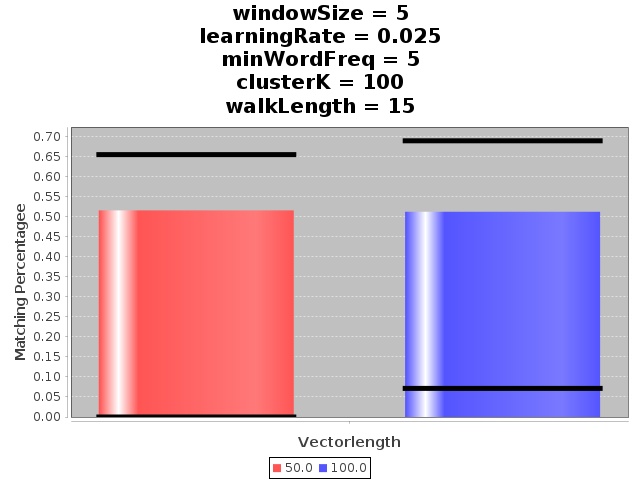 windowSize = 5
learningRate = 0.025
minWordFreq = 5
clusterK = 100
walkLength = 15
0.70
0.65
0.60
0.55
0.50
0.45
0.40
0.35
0.30
0.25
0.20
0.15
0.10
0.05
0.00
Matching Percentagee
Vectorlength
50.0 100.0